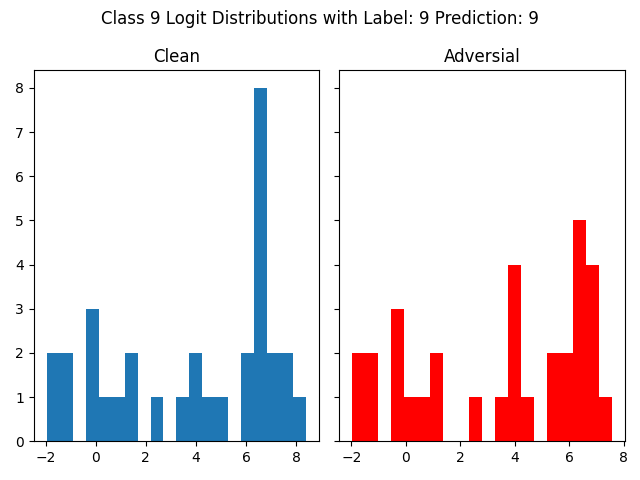 Class 9 Logit Distributions with Label: 9 Prediction: 9
Clean
Adversial
8
7
6
5
4
3
2
1
0
−2 0 2 4 6 8
−2 0 2 4 6 8